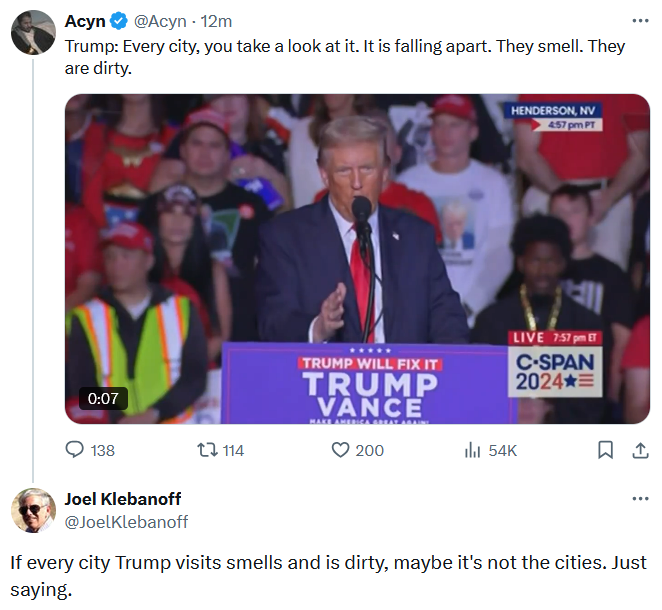 Acyn @Acyn · 12m
Trump: Every city, you take a look at it. It is falling apart. They smell. They
are dirty.
HENDERSON, NV
4:57 pm PT
TRUMP WILL FIX IT
TRUMP
VANCE
MAKE AMERICA GREAT AGAIN!
LIVE 7:57 pm ET
C-SPAN
2024
0:07
138 114 200 54K
Joel Klebanoff
@JoelKlebanoff
If every city Trump visits smells and is dirty, maybe it's not the cities. Just
saying.